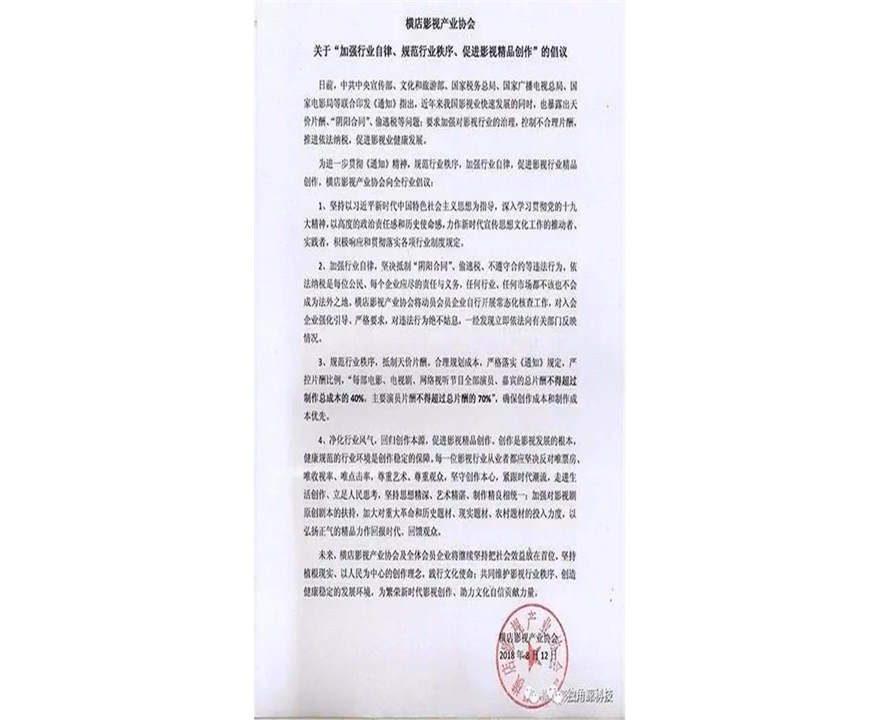 横店影视产业协会
关于“加强行业自律、规范行业秩序、促进影视精品创作”的倡议
日前，中共中央宣传部、文化和旅游部、国家税务总局、国家广播电视总局、国
家电影局等联合印发《通知》指出，近年来我国影视业快速发展的同时，也暴露出天
价片酬、“阴阳合同”、偷逃税等问题；要求加强对影视行业的治理，控制不合理片酬，
推进依法纳税，促进影视业健康发展。
为进一步贯彻《通知》精神，规范行业秩序，加强行业自律，促进影视行业精品
创作，横店影视产业协会向全行业倡议：
1、坚持以习近平新时代中国特色社会主义思想为指导，深入学习贯彻党的十九
大精神，以高度的政治责任感和历史使命感，力作新时代宣传思想文化工作的推动者、
实践者，积极响应和贯彻落实各项行业制度规定。
2、加强行业自律，坚决抵制“阴阳合同”、偷逃税、不遵守合约等违法行为，依
法纳税是每位公民、每个企业应尽的责任与义务，任何行业、任何市场都不该也不会
成为法外之地，横店影视产业协会将动员会员企业自行开展常态化核查工作，对入会
企业强化引导、严格要求，对违法行为绝不姑息，一经发现立即依法向有关部门反映
情况。
3、规范行业秩序，抵制天价片酬，合理规划成本，严格落实《通知》规定，严
控片酬比例，“每部电影、电视剧、网络视听节目全部演员、嘉宾的总片酬不得超过
制作总成本的40%，主要演员片酬不得超过总片酬的70%”，确保创作成本和制作成
本优先。
4、净化行业风气，回归创作本源，促进影视精品创作。创作是影视发展的根本，
健康规范的行业环境是创作稳定的保障，每一位影视行业从业者都应坚决反对唯票房、
唯收视率、唯点击率，尊重艺术、尊重观众，坚守创作本心，紧跟时代潮流，走进生
活创作、立足人民思考，坚持思想精深、艺术精湛、制作精良相统一；加强对影视剧
原创剧本的扶持，加大对重大革命和历史题材、现实题材、农村题材的投入力度，以
弘扬正气的精品力作回报时代、回馈观众。
未来，横店影视产业协会及全体会员企业将继续坚持把社会效益放在首位，坚持
植根现实、以人民为中心的创作理念，践行文化使命；共同维护影视行业秩序、创造
健康稳定的发展环境，为繁荣新时代影视创作、助力文化自信贡献力量。
横店影视产业协会
2018年8月12日
横店影视产业协会
独角鲸科技